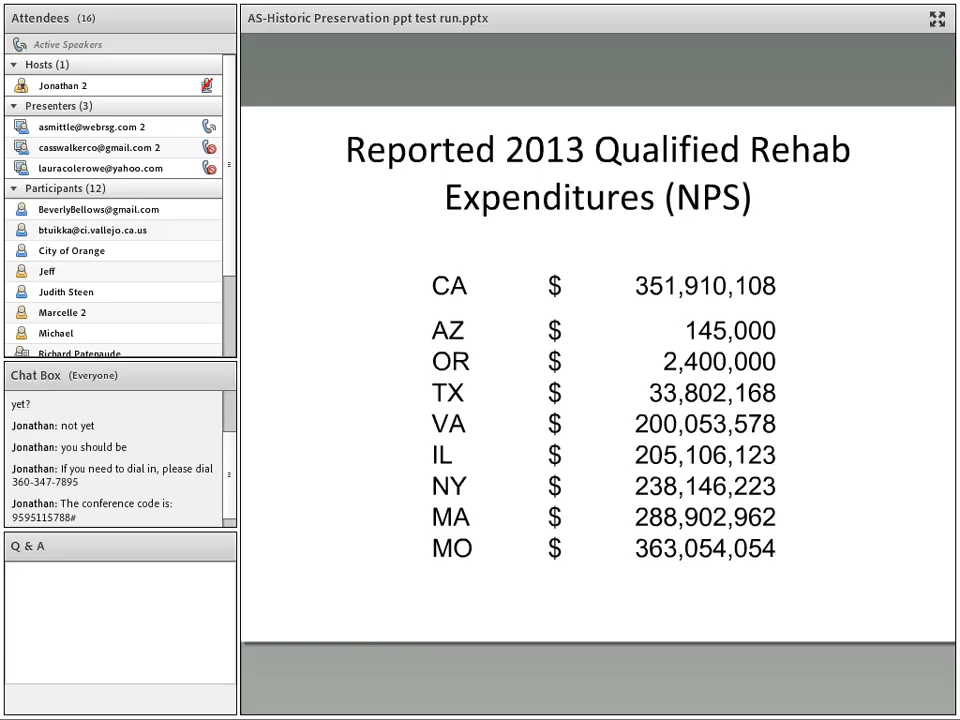 Attendees (16)
Active Speakers
Hosts (1)
Jonathan 2
Presenters (3)
asmittle@webrsg.com 2
casswalkerco@gmail.com 2
lauracolerowe@yahoo.com
Participants (12)
BeverlyBellows@gmail.com
btuikka@ci.vallejo.ca.us
City of Orange
Jeff
Judith Steen
Marcelle 2
Michael
Richard Patenaude
Chat Box (Everyone)
yet?
Jonathan: not yet
Jonathan: you should be
Jonathan: If you need to dial in, please dial
360-347-7895
Jonathan: The conference code is:
9595115788#
Q & A
AS-Historic Preservation ppt test run.pptx
Reported 2013 Qualified Rehab
Expenditures (NPS)
CA $ 351,910,108
AZ $ 145,000
OR $ 2,400,000
TX $ 33,802,168
VA $ 200,053,578
IL $ 205,106,123
NY $ 238,146,223
MA $ 288,902,962
MO $ 363,054,054